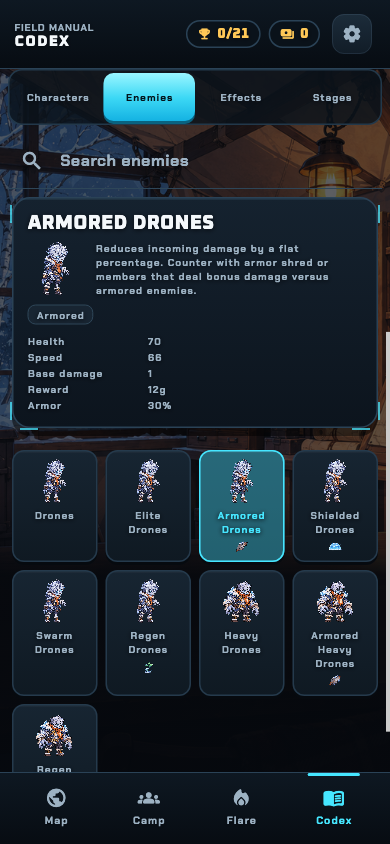 FIELD MANUAL
CODEX
0/21
0
Characters
Enemies
Effects
Stages
Search enemies
ARMORED DRONES
Reduces incoming damage by a flat
percentage. Counter with armor shred or
members that deal bonus damage versus
armored enemies.
Armored
Health 70
Speed 66
Base damage 1
Reward 12g
Armor 30%
Drones
Elite
Drones
Armored
Drones
Shielded
Drones
Swarm
Drones
Regen
Drones
Heavy
Drones
Armored
Heavy
Drones
Regen
Map
Camp
Flare
Codex